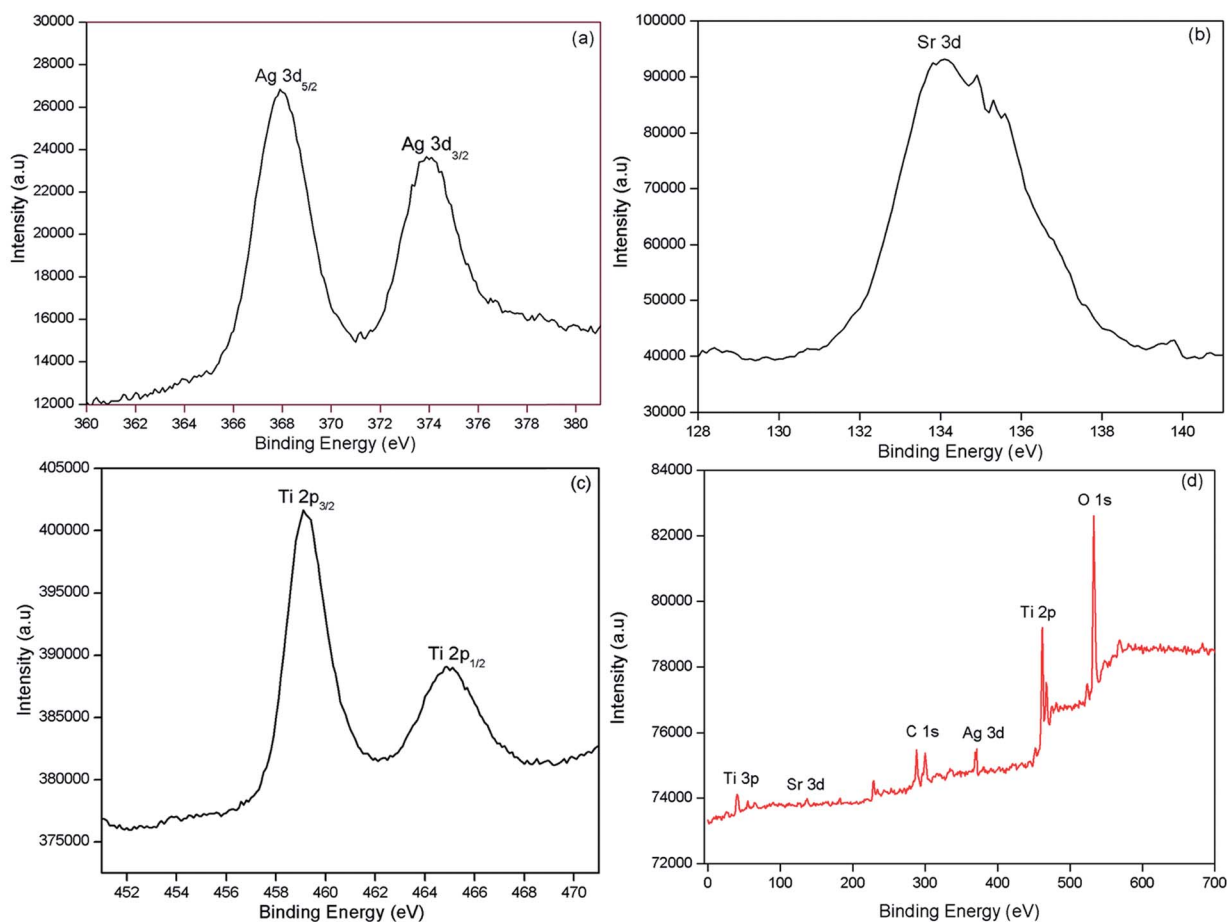 (a)
Ag 3d5/2
Ag 3d3/2
30000
28000
26000
24000
22000
20000
18000
16000
14000
12000
Intensity (a.u)
360 362 364 366 368 370 372 374 376 378 380
Binding Energy (eV)
(b)
Sr 3d
100000
90000
80000
70000
60000
50000
40000
30000
Intensity (a.u)
128 130 132 134 136 138 140
Binding Energy (eV)
(c)
Ti 2p3/2
Ti 2p1/2
405000
400000
395000
390000
385000
380000
375000
Intensity (a.u)
452 454 456 457 459 460 462 464 465 467 468 470
Binding Energy (eV)
(d)
O 1s
Ti 2p
C 1s
Ag 3d
Ti 3p
Sr 3d
84000
82000
80000
78000
76000
74000
72000
Intensity (a.u)
0 100 200 300 400 500 600 700
Binding Energy (eV)